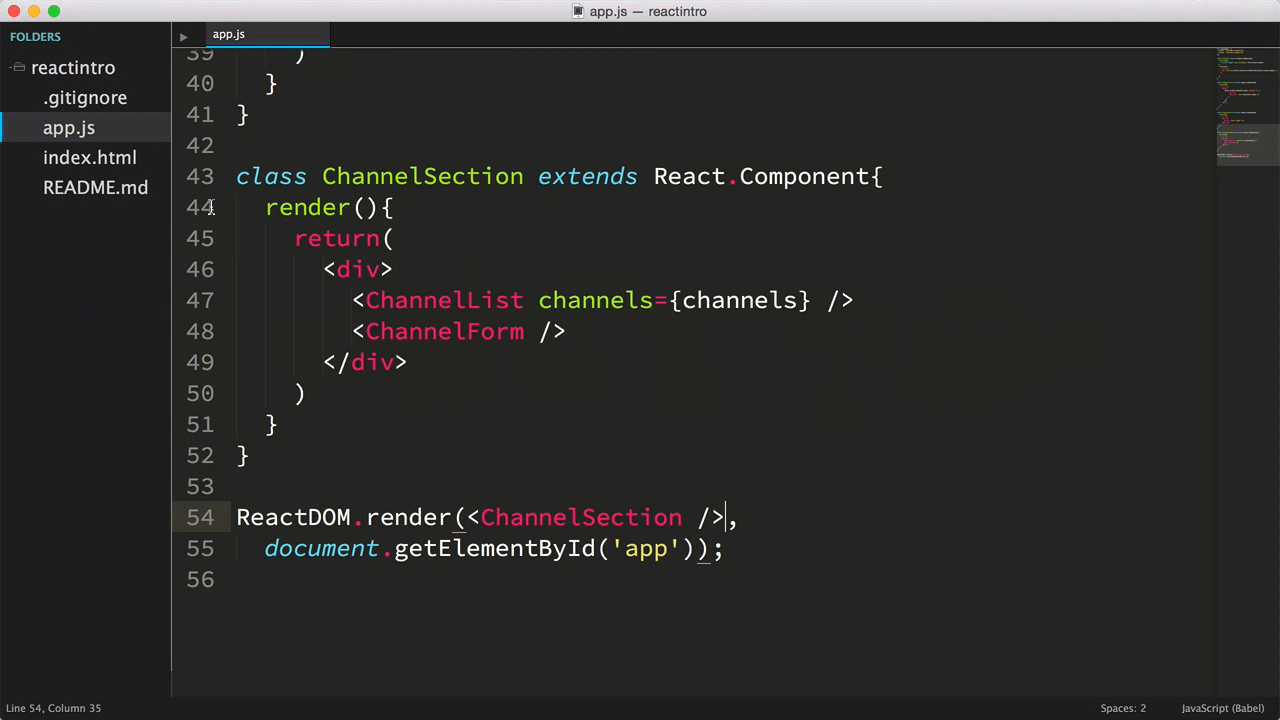 app.js — reactintro
FOLDERS
reactintro
.gitignore
app.js
index.html
README.md
app.js
39 )
40 }
41 }
42
43 class ChannelSection extends React.Component{
44 render(){
45 return(
46 <div>
47 <ChannelList channels={channels} />
48 <ChannelForm />
49 </div>
50 )
51 }
52 }
53
54 ReactDOM.render(<ChannelSection />,
55 document.getElementById('app'));
56
Line 54, Column 35
Spaces: 2
JavaScript (Babel)